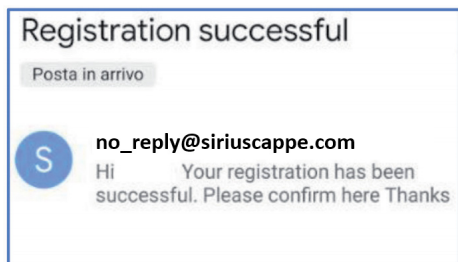 Registration successful
Posta in arrivo
S
no_reply@siriuscappe.com
Hi Your registration has been
successful. Please confirm here Thanks